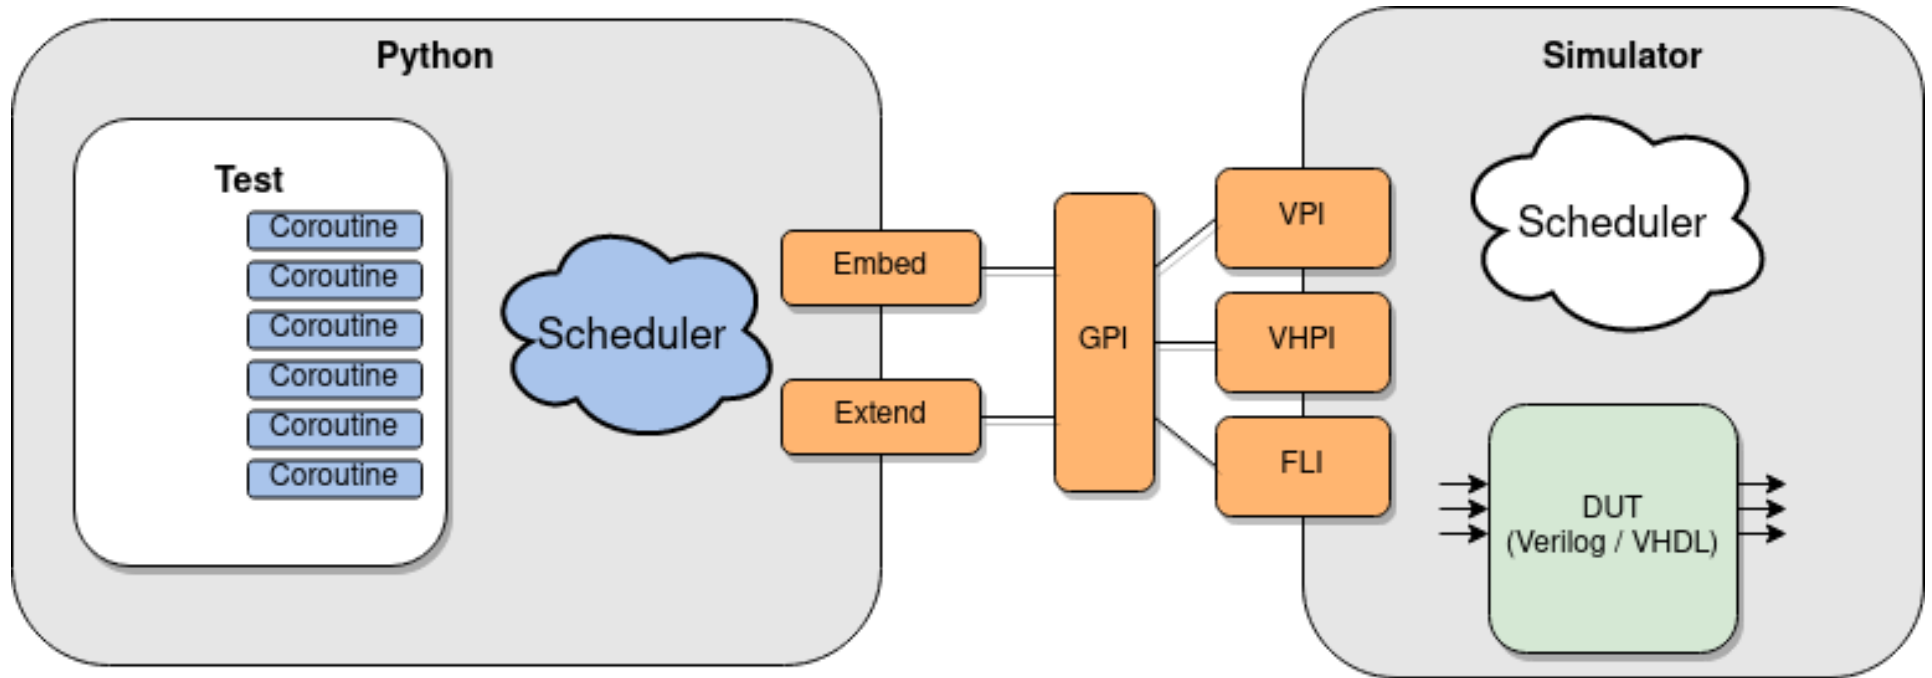 Python
Test
Coroutine
Coroutine
Coroutine
Coroutine
Coroutine
Coroutine
Scheduler
Embed
Extend
GPI
VPI
VHPI
FLI
Simulator
Scheduler
DUT
(Verilog / VHDL)